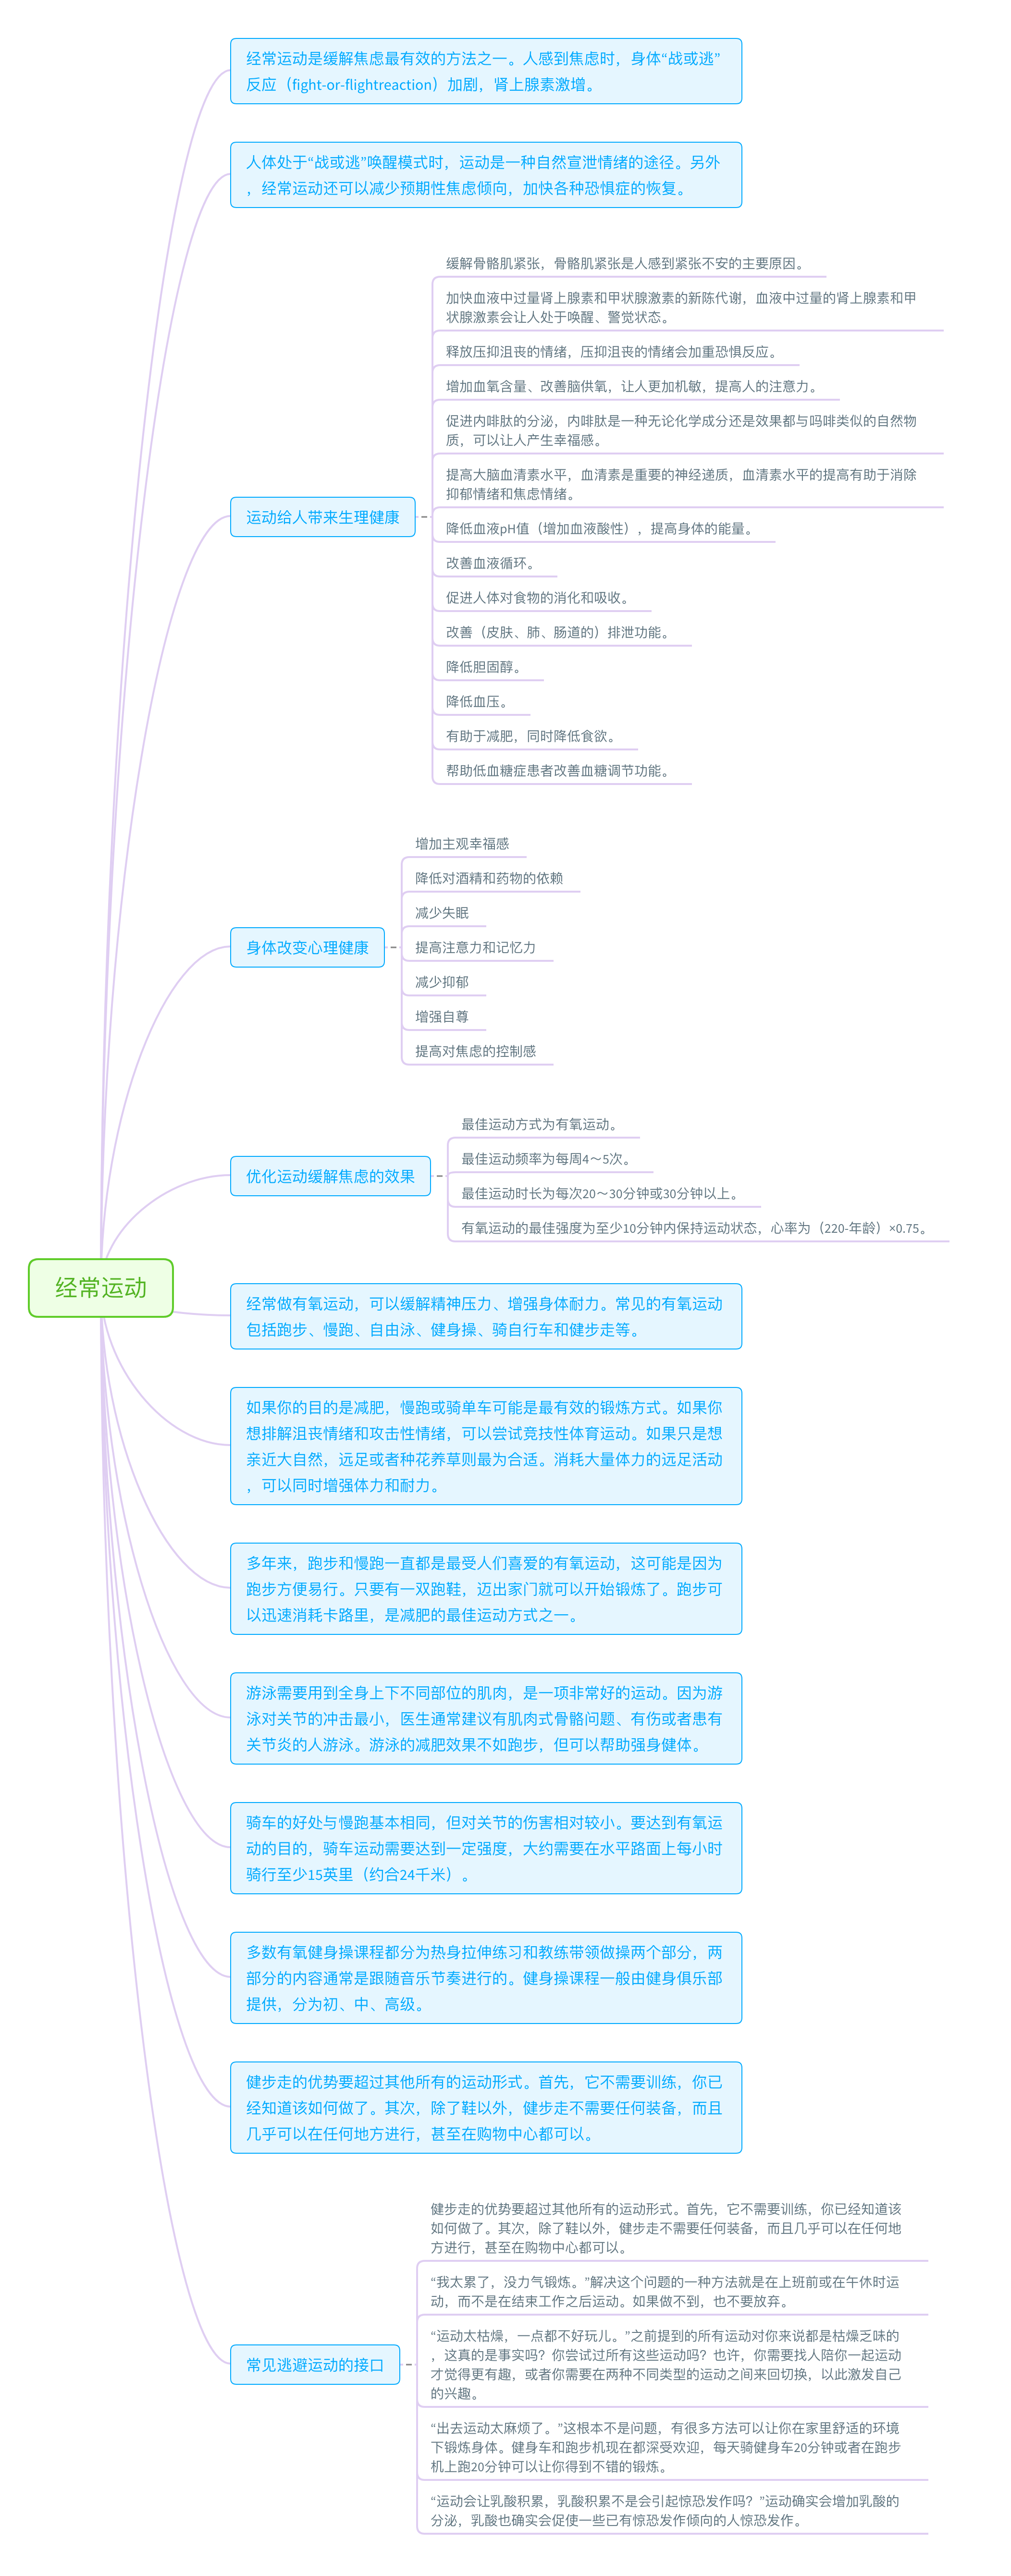 经常运动是缓解焦虑最有效的方法之一。人感到焦虑时，身体“战或逃”
反应（fight-or-flightreaction）加剧，肾上腺素激增。
人体处于“战或逃”唤醒模式时，运动是一种自然宣泄情绪的途径。另外
，经常运动还可以减少预期性焦虑倾向，加快各种恐惧症的恢复。
运动给人带来生理健康
缓解骨骼肌紧张，骨骼肌紧张是人感到紧张不安的主要原因。
加快血液中过量肾上腺素和甲状腺激素的新陈代谢，血液中过量的肾上腺素和甲
状腺激素会让人处于唤醒、警觉状态。
释放压抑沮丧的情绪，压抑沮丧的情绪会加重恐惧反应。
增加血氧含量、改善脑供氧，让人更加机敏，提高人的注意力。
促进内啡肽的分泌，内啡肽是一种无论化学成分还是效果都与吗啡类似的自然物
质，可以让人产生幸福感。
提高大脑血清素水平，血清素是重要的神经递质，血清素水平的提高有助于消除
抑郁情绪和焦虑情绪。
降低血液pH值（增加血液酸性），提高身体的能量。
改善血液循环。
促进人体对食物的消化和吸收。
改善（皮肤、肺、肠道的）排泄功能。
降低胆固醇。
降低血压。
有助于减肥，同时降低食欲。
帮助低血糖症患者改善血糖调节功能。
身体改变心理健康
增加主观幸福感
降低对酒精和药物的依赖
减少失眠
提高注意力和记忆力
减少抑郁
增强自尊
提高对焦虑的控制感
优化运动缓解焦虑的效果
最佳运动方式为有氧运动。
最佳运动频率为每周4～5次。
最佳运动时长为每次20～30分钟或30分钟以上。
有氧运动的最佳强度为至少10分钟内保持运动状态，心率为（220-年龄）×0.75。
经常运动
经常做有氧运动，可以缓解精神压力、增强身体耐力。常见的有氧运动
包括跑步、慢跑、自由泳、健身操、骑自行车和健步走等。
如果你的目的是减肥，慢跑或骑单车可能是最有效的锻炼方式。如果你
想排解沮丧情绪和攻击性情绪，可以尝试竞技性体育运动。如果只是想
亲近大自然，远足或者种花养草则最为合适。消耗大量体力的远足活动
，可以同时增强体力和耐力。
多年来，跑步和慢跑一直都是最受人们喜爱的有氧运动，这可能是因为
跑步方便易行。只要有一双跑鞋，迈出家门就可以开始锻炼了。跑步可
以迅速消耗卡路里，是减肥的最佳运动方式之一。
游泳需要用到全身上下不同部位的肌肉，是一项非常好的运动。因为游
泳对关节的冲击最小，医生通常建议有肌肉式骨骼问题、有伤或者患有
关节炎的人游泳。游泳的减肥效果不如跑步，但可以帮助强身健体。
骑车的好处与慢跑基本相同，但对关节的伤害相对较小。要达到有氧运
动的目的，骑车运动需要达到一定强度，大约需要在水平路面上每小时
骑行至少15英里（约合24千米）。
多数有氧健身操课程都分为热身拉伸练习和教练带领做操两个部分，两
部分的内容通常是跟随音乐节奏进行的。健身操课程一般由健身俱乐部
提供，分为初、中、高级。
健步走的优势要超过其他所有的运动形式。首先，它不需要训练，你已
经知道该如何做了。其次，除了鞋以外，健步走不需要任何装备，而且
几乎可以在任何地方进行，甚至在购物中心都可以。
常见逃避运动的接口
健步走的优势要超过其他所有的运动形式。首先，它不需要训练，你已经知道该
如何做了。其次，除了鞋以外，健步走不需要任何装备，而且几乎可以在任何地
方进行，甚至在购物中心都可以。
“我太累了，没力气锻炼。”解决这个问题的一种方法就是在上班前或在午休时运
动，而不是在结束工作之后运动。如果做不到，也不要放弃。
“运动太枯燥，一点都不好玩儿。”之前提到的所有运动对你来说都是枯燥乏味的
，这真的是事实吗？你尝试过所有这些运动吗？也许，你需要找人陪你一起运动
才觉得更有趣，或者你需要在两种不同类型的运动之间来回切换，以此激发自己
的兴趣。
“出去运动太麻烦了。”这根本不是问题，有很多方法可以让你在家里舒适的环境
下锻炼身体。健身车和跑步机现在都深受欢迎，每天骑健身车20分钟或者在跑步
机上跑20分钟可以让你得到不错的锻炼。
“运动会让乳酸积累，乳酸积累不是会引起惊恐发作吗？”运动确实会增加乳酸的
分泌，乳酸也确实会促使一些已有惊恐发作倾向的人惊恐发作。